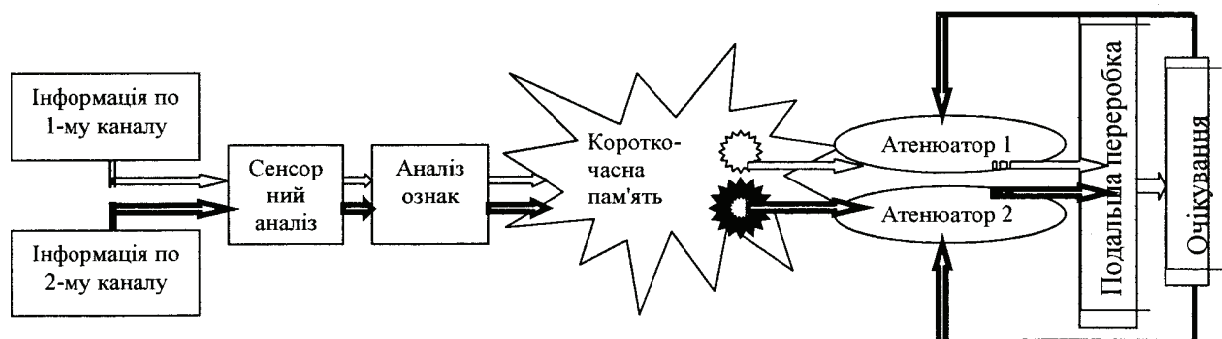 Інформація по
1-му каналу
Сенсор
ний
аналіз
Аналіз
ознак
Коротко-
часна
пам'ять
Атенюатор 1
Атенюатор 2
Подальша переробка
Очікування
Інформація по
2-му каналу